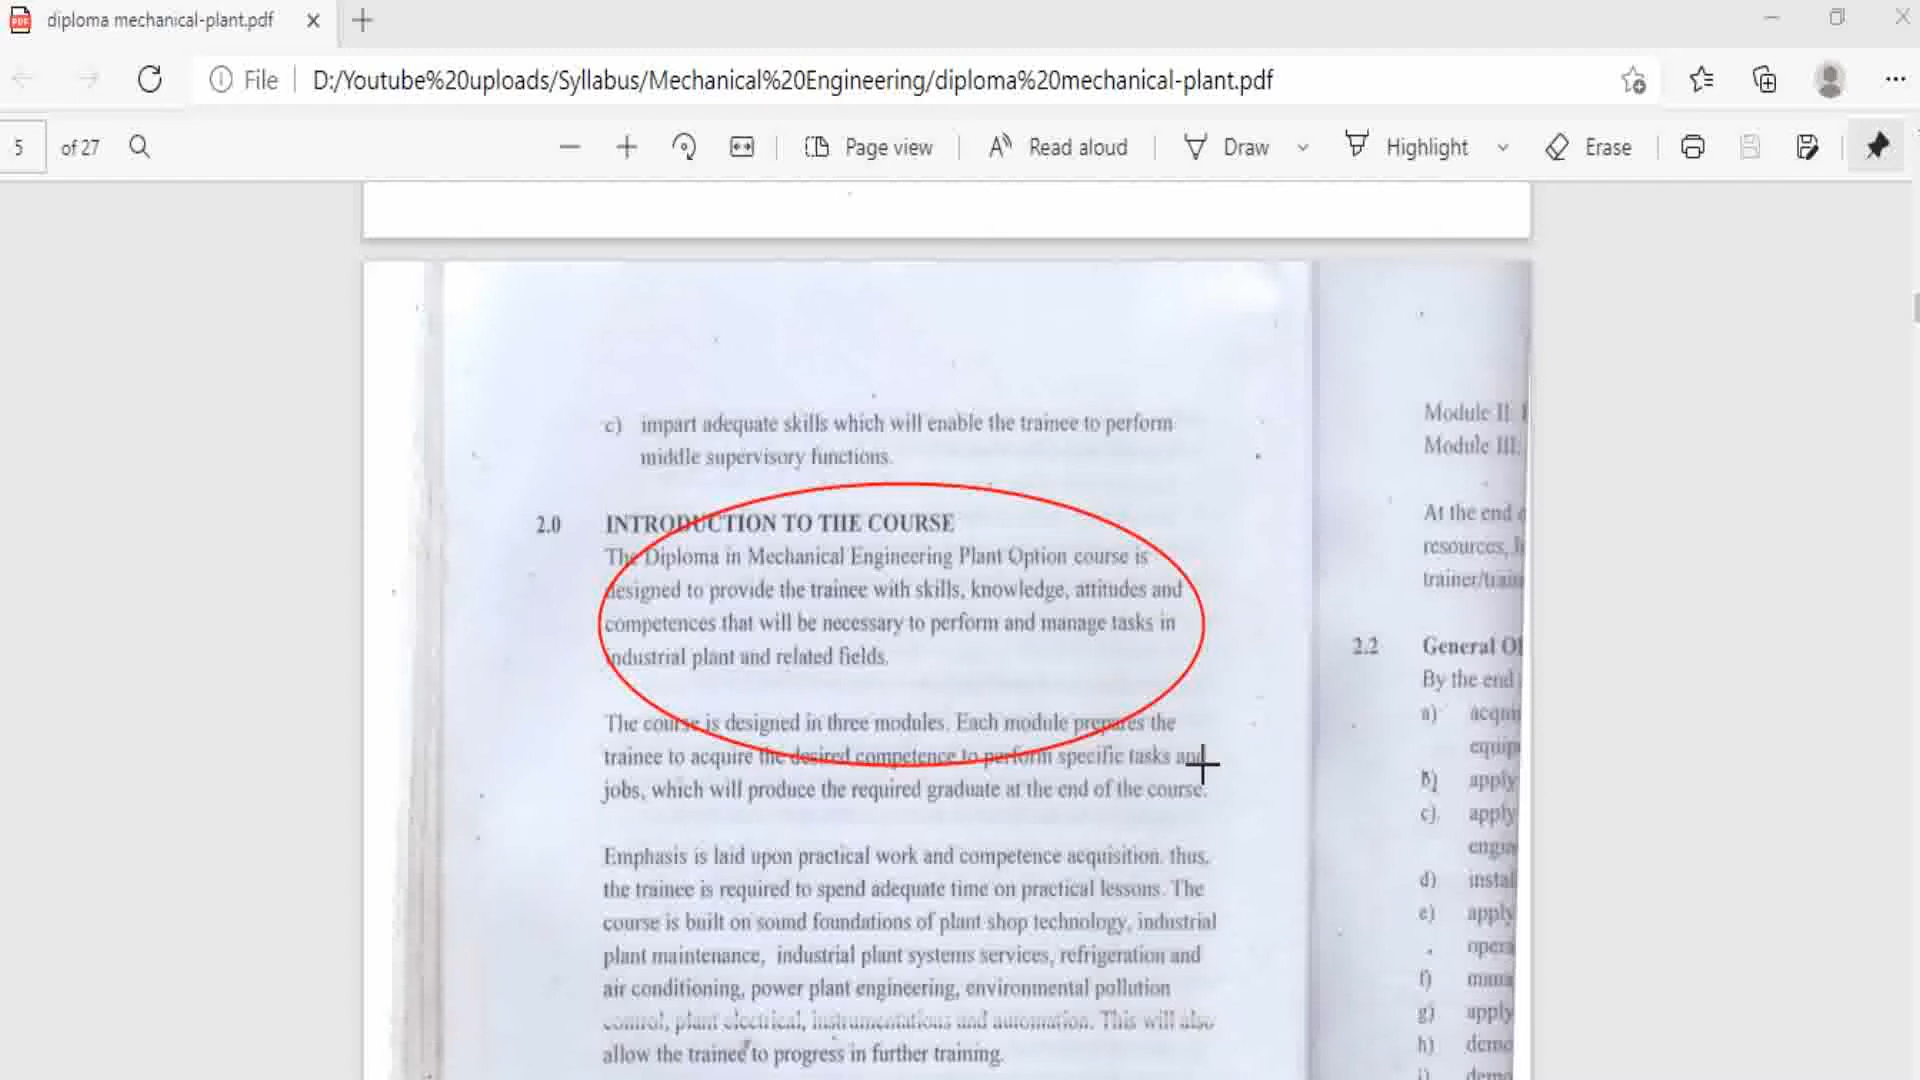 diploma mechanical-plant.pdf
File
D:/Youtube%20uploads/Syllabus/Mechanical%20Engineering/diploma%20mechanical-plant.pdf
5 of 27
Page view
Read aloud
Draw
Highlight
Erase
c) impart adequate skills which will enable the trainee to perform
middle supervisory functions.
2.0 INTRODUCTION TO THE COURSE
The Diploma in Mechanical Engineering Plant Option course is
designed to provide the trainee with skills, knowledge, attitudes and
competences that will be necessary to perform and manage tasks in
industrial plant and related fields.
The course is designed in three modules. Each module prepares the
trainee to acquire the desired competence to perform specific tasks and
jobs, which will produce the required graduate at the end of the course.
Emphasis is laid upon practical work and competence acquisition. thus,
the trainee is required to spend adequate time on practical lessons. The
course is built on sound foundations of plant shop technology, industrial
plant maintenance, industrial plant systems services, refrigeration and
air conditioning, power plant engineering, environmental pollution
control, plant electrical, instrumentations and automation. This will also
allow the trainee to progress in further training.
Module II:
Module III:
At the end
resources,
2.2 General
By the end
a)
b) apply
c). apply
d)
e) apply
f)
g) apply
h)
i)